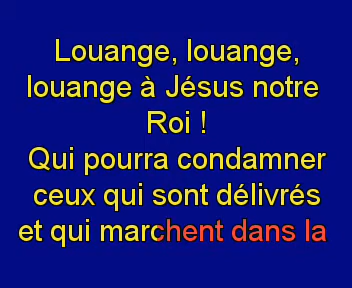 Louange, louange,
louange à Jésus notre
Roi !
Qui pourra condamner
ceux qui sont délivrés
et qui marchent dans la